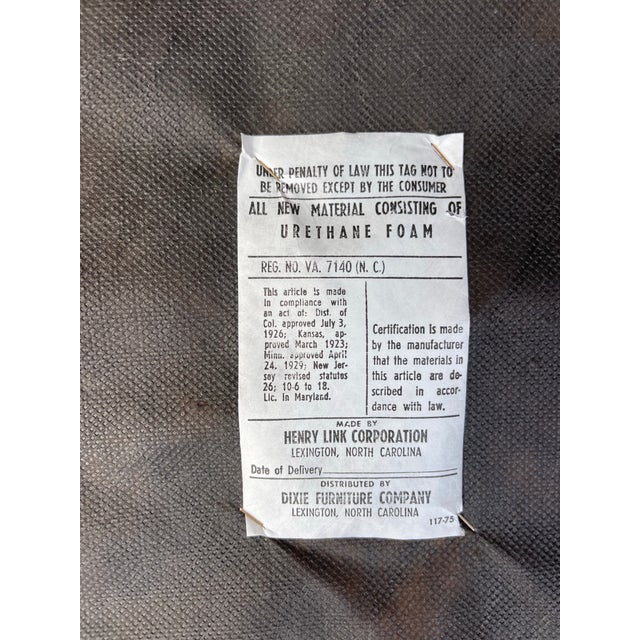 UNDER PENALTY OF LAW THIS TAG NOT TO
BE REMOVED EXCEPT BY THE CONSUMER
ALL NEW MATERIAL CONSISTING OF
URETHANE FOAM
REG. NO. VA. 7140 (N. C.)
This article is made
in compliance with
an act of: Dist. of
Col. approved July 3,
1926; Kansas, ap-
proved March 1923;
Minn. approved April
24, 1929; New Jer-
sey revised statutes
26; 10-6 to 18.
Lic. in Maryland.
Certification is made
by the manufacturer
that the materials in
this article are de-
scribed in accor-
dance with law.
MADE BY
HENRY LINK CORPORATION
LEXINGTON, NORTH CAROLINA
Date of Delivery
DISTRIBUTED BY
DIXIE FURNITURE COMPANY
LEXINGTON, NORTH CAROLINA
117-75